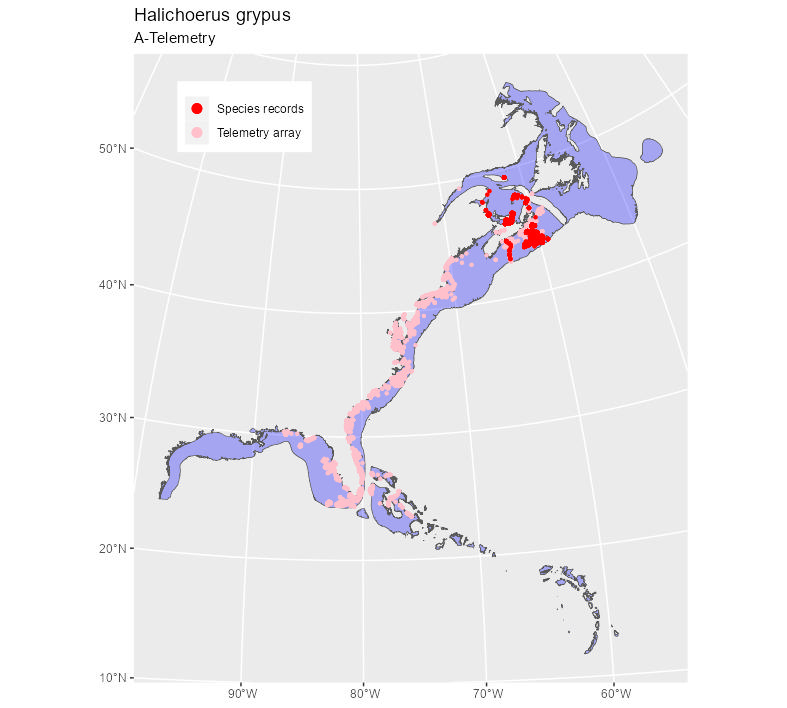 Halichoerus grypus
A-Telemetry
Species records
Telemetry array
50°N
40°N
30°N
20°N
10°N
90°W 80°W 70°W 60°W